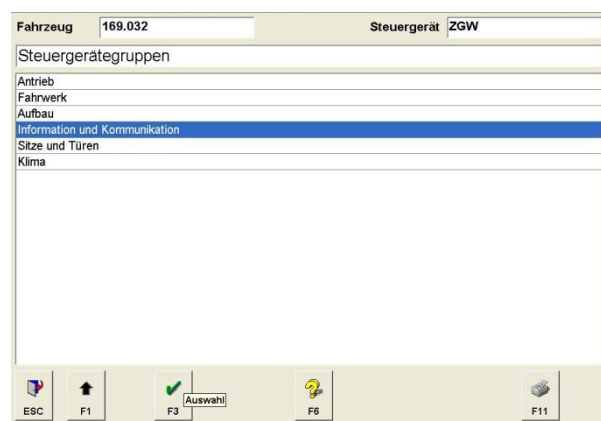 Fahrzeug 169.032 Steuergerät ZGW
Steuergerätegruppen
Antrieb
Fahrwerk
Aufbau
Information und Kommunikation
Sitze und Türen
Klima
Auswahl
ESC F1 F3 F6 F11